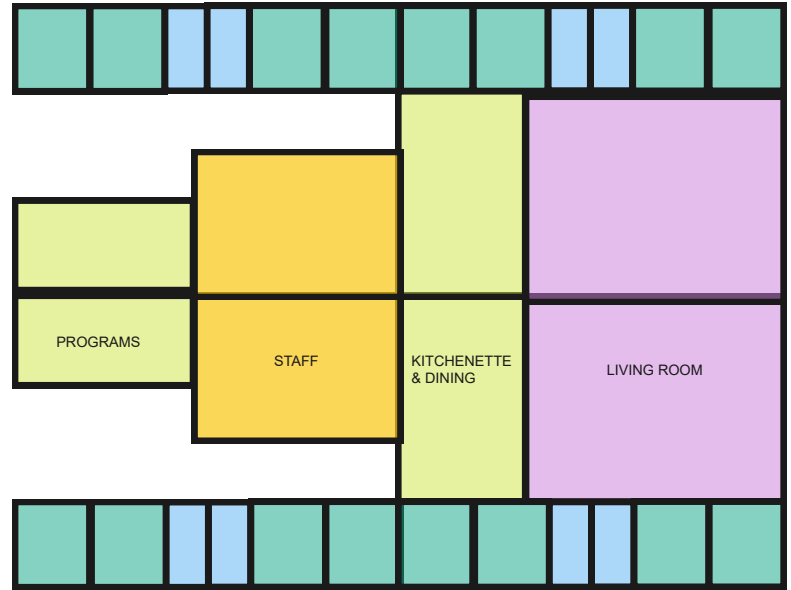 PROGRAMS
STAFF
KITCHENETTE
& DINING
LIVING ROOM